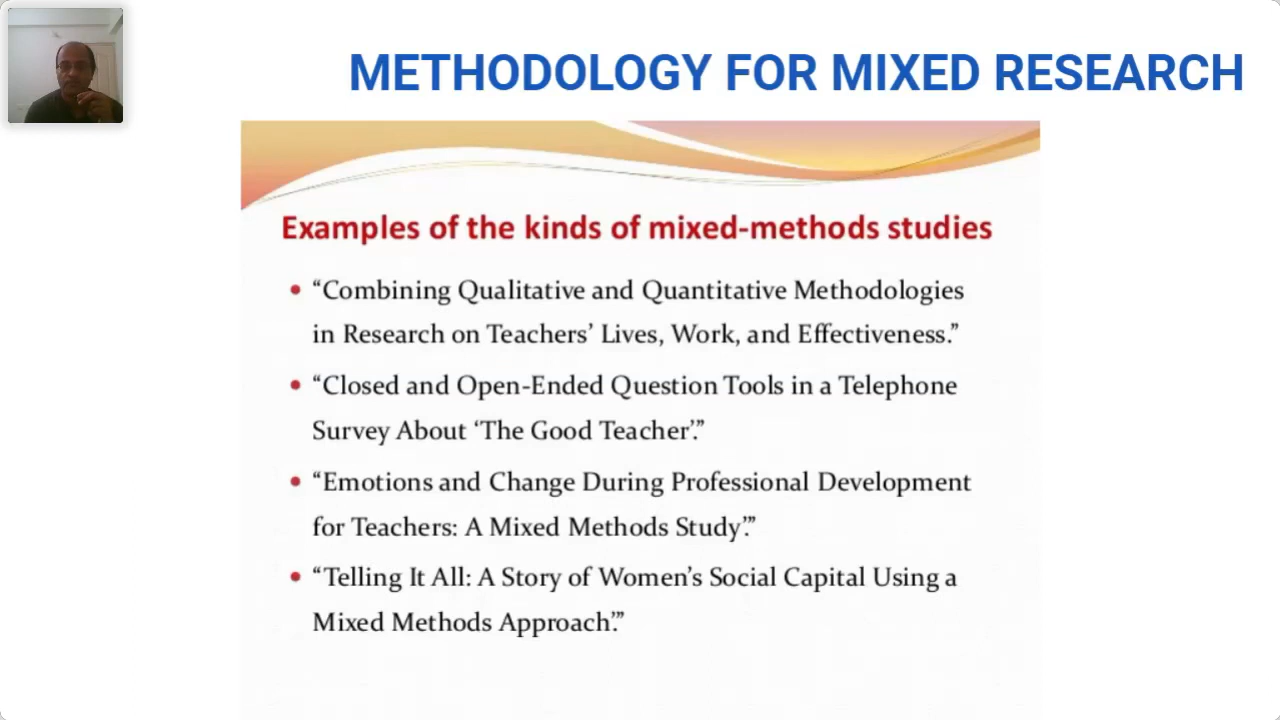 METHODOLOGY FOR MIXED RESEARCH
Examples of the kinds of mixed-methods studies
• “Combining Qualitative and Quantitative Methodologies
in Research on Teachers’ Lives, Work, and Effectiveness.”
• “Closed and Open-Ended Question Tools in a Telephone
Survey About ‘The Good Teacher’.”
• “Emotions and Change During Professional Development
for Teachers: A Mixed Methods Study’.”
• “Telling It All: A Story of Women’s Social Capital Using a
Mixed Methods Approach’.”